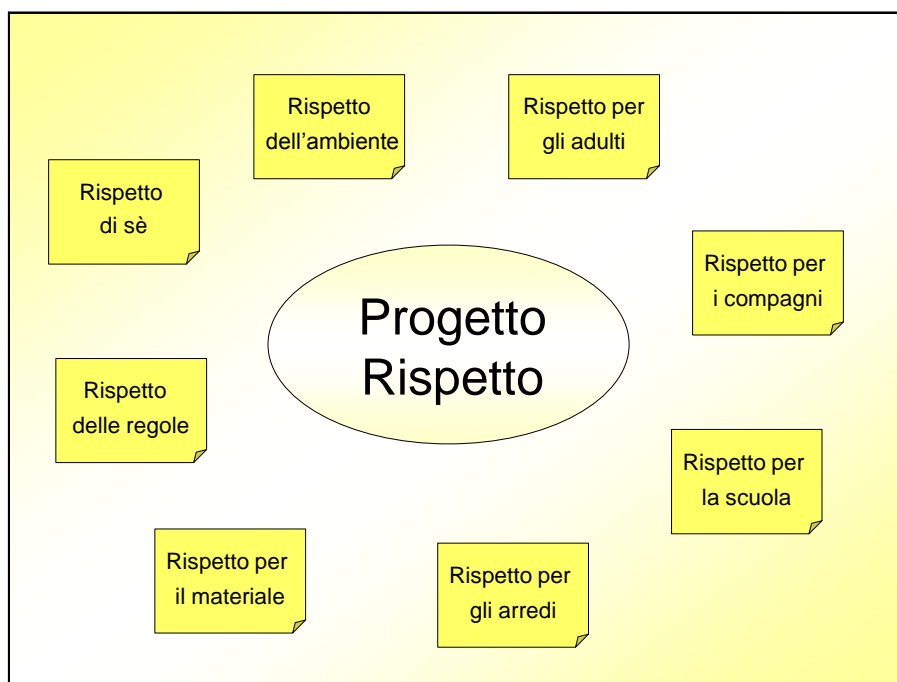 Rispetto
dell'ambiente
Rispetto per
gli adulti
Rispetto
di sè
Rispetto per
i compagni
Progetto
Rispetto
Rispetto
delle regole
Rispetto per
la scuola
Rispetto per
il materiale
Rispetto per
gli arredi